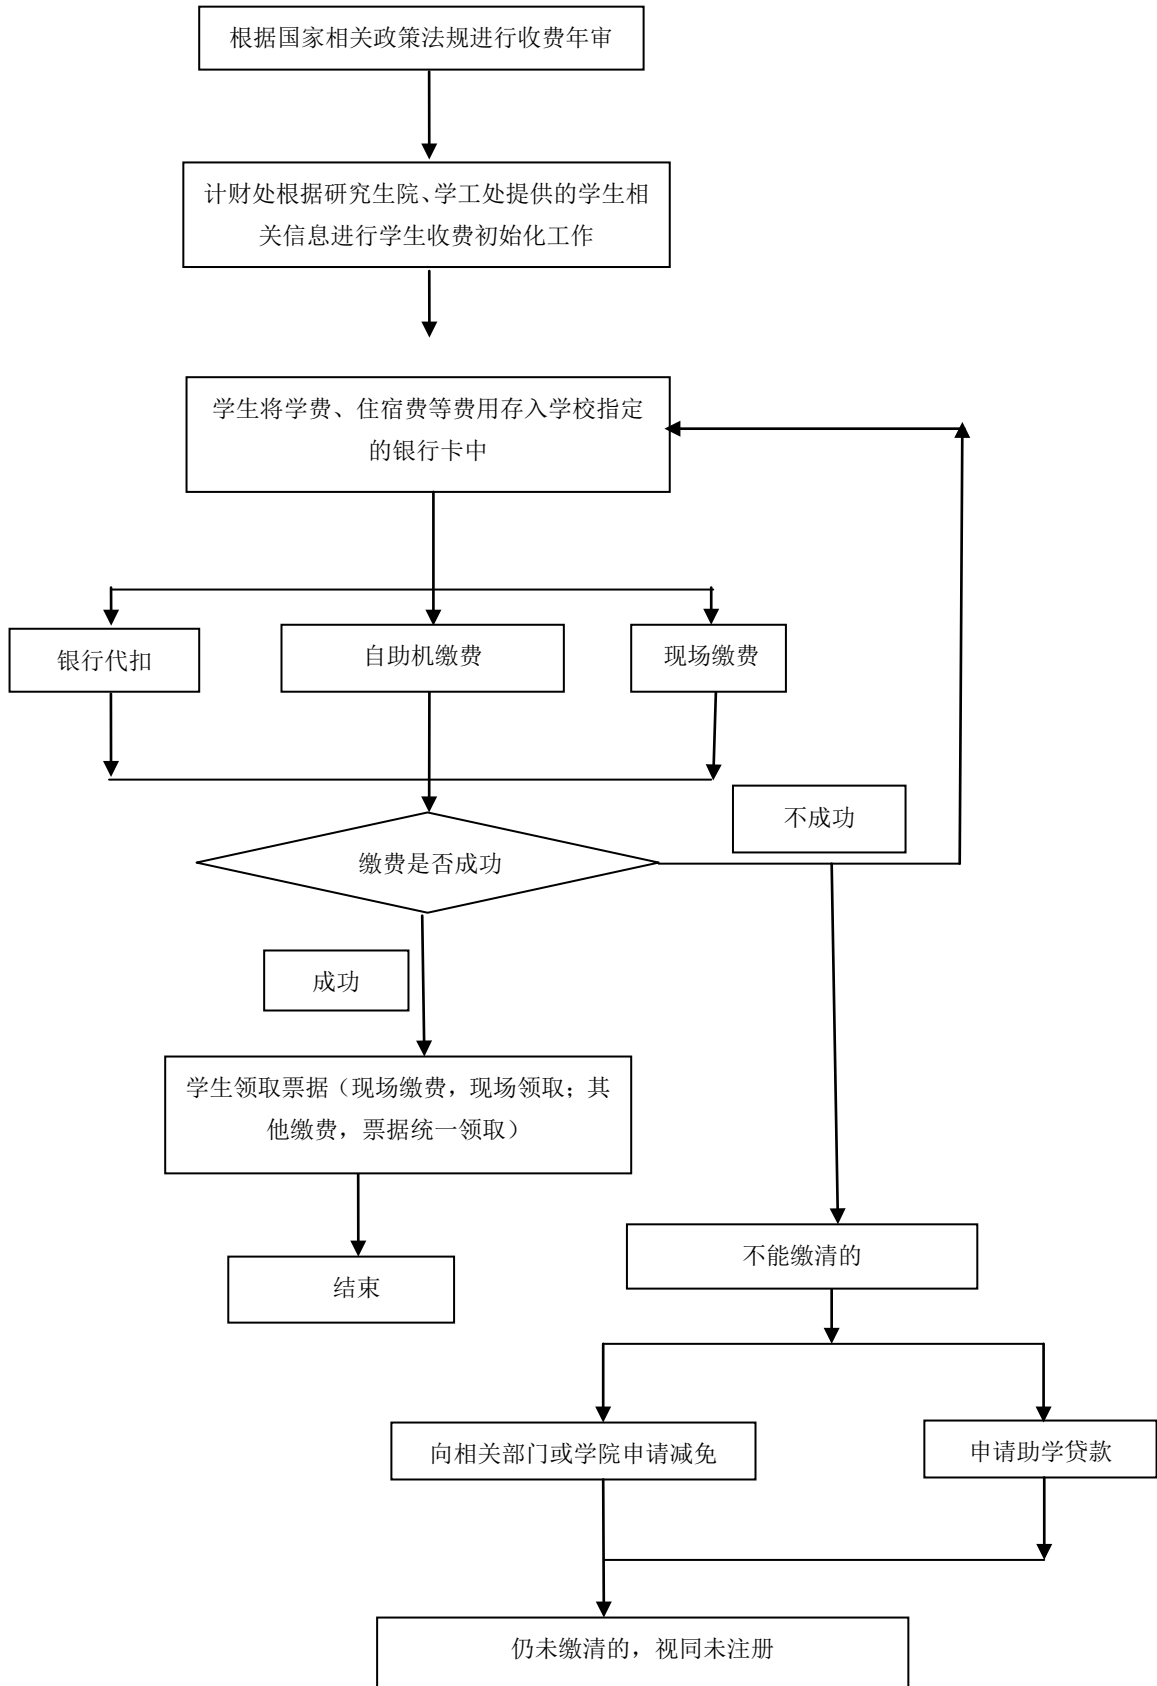 根据国家相关政策法规进行收费年审
计财处根据研究生院、学工处提供的学生相
关信息进行学生收费初始化工作
学生将学费、住宿费等费用存入学校指定
的银行卡中
银行代扣
自助机缴费
现场缴费
不成功
缴费是否成功
成功
学生领取票据（现场缴费，现场领取；其
他缴费，票据统一领取）
不能缴清的
结束
向相关部门或学院申请减免
申请助学贷款
仍未缴清的，视同未注册